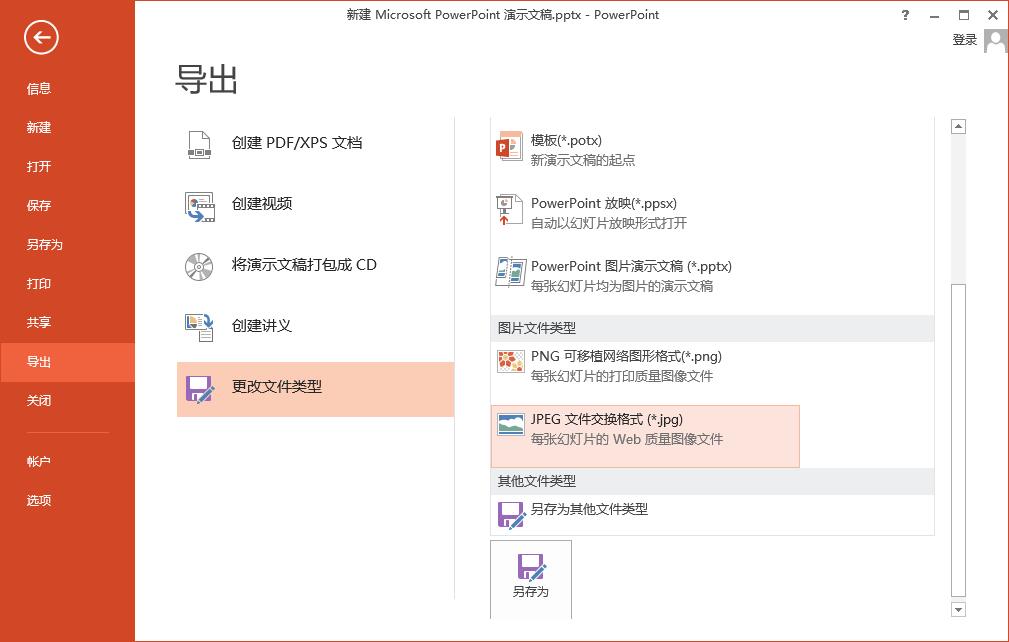 新建 Microsoft PowerPoint 演示文稿.pptx - PowerPoint
?
登录
信息
新建
打开
保存
另存为
打印
共享
导出
关闭
帐户
选项
导出
创建 PDF/XPS 文档
创建视频
将演示文稿打包成 CD
创建讲义
更改文件类型
模板(*.potx)
新演示文稿的起点
PowerPoint 放映(*.ppsx)
自动以幻灯片放映形式打开
PowerPoint 图片演示文稿 (*.pptx)
每张幻灯片均为图片的演示文稿
图片文件类型
PNG 可移植网络图形格式(*.png)
每张幻灯片的打印质量图像文件
JPEG 文件交换格式 (*.jpg)
每张幻灯片的 Web 质量图像文件
其他文件类型
另存为其他文件类型
另存为